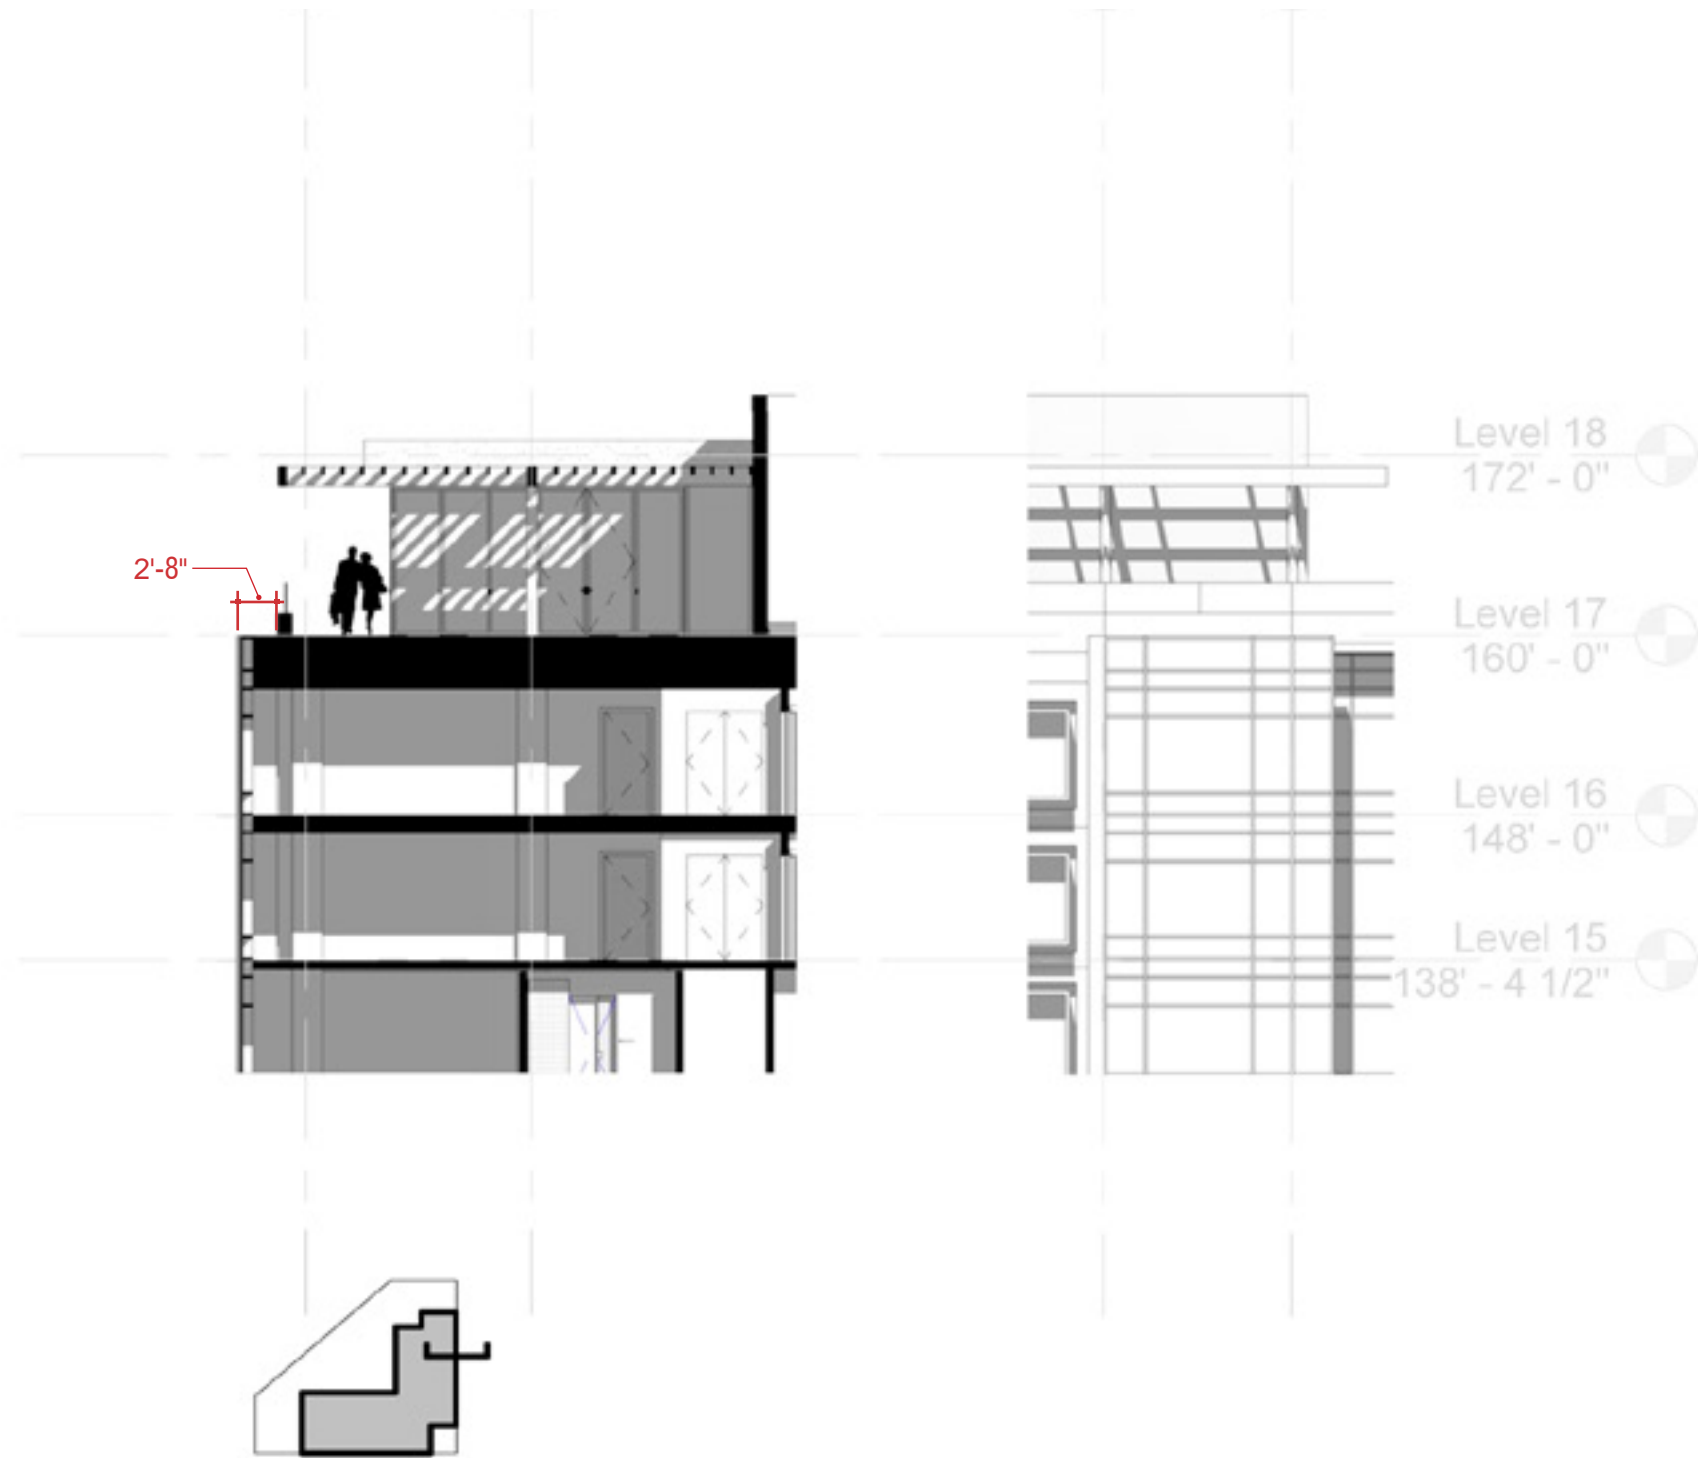 Level 18
172' - 0"
2'-8"
Level 17
160' - 0"
Level 16
148' - 0"
Level 15
138' - 4 1/2"